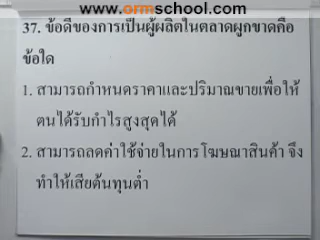 www.ormschool.com
37. ข้อดีของการเป็นผู้ผลิตในตลาดผูกขาดคือ
ข้อใด
1. สามารถกำหนดราคาและปริมาณขายเพื่อให้
ตนได้รับกำไรสูงสุดได้
2. สามารถลดค่าใช้จ่ายในการโฆษณาสินค้า จึง
ทำให้เสียต้นทุนต่ำ